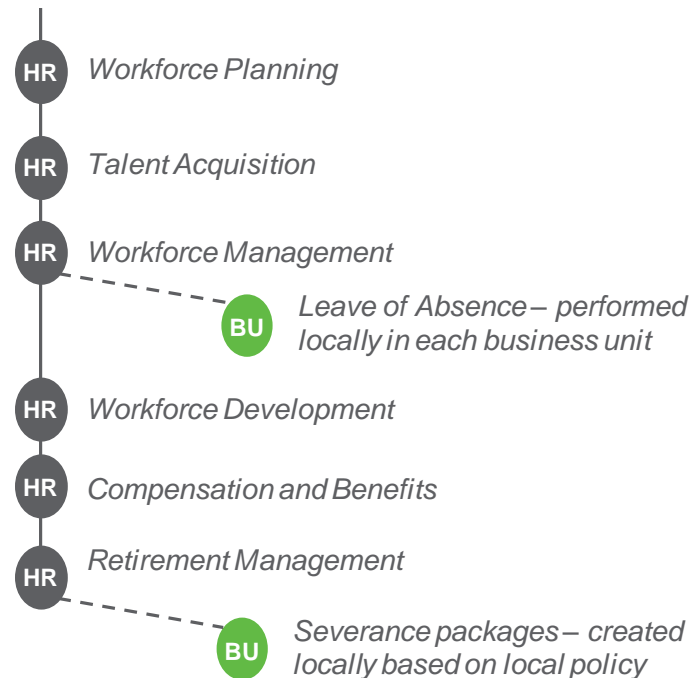 HR Workforce Planning
HR Talent Acquisition
HR Workforce Management
BU Leave of Absence – performed
locally in each business unit
HR Workforce Development
HR Compensation and Benefits
HR Retirement Management
BU Severance packages – created
locally based on local policy